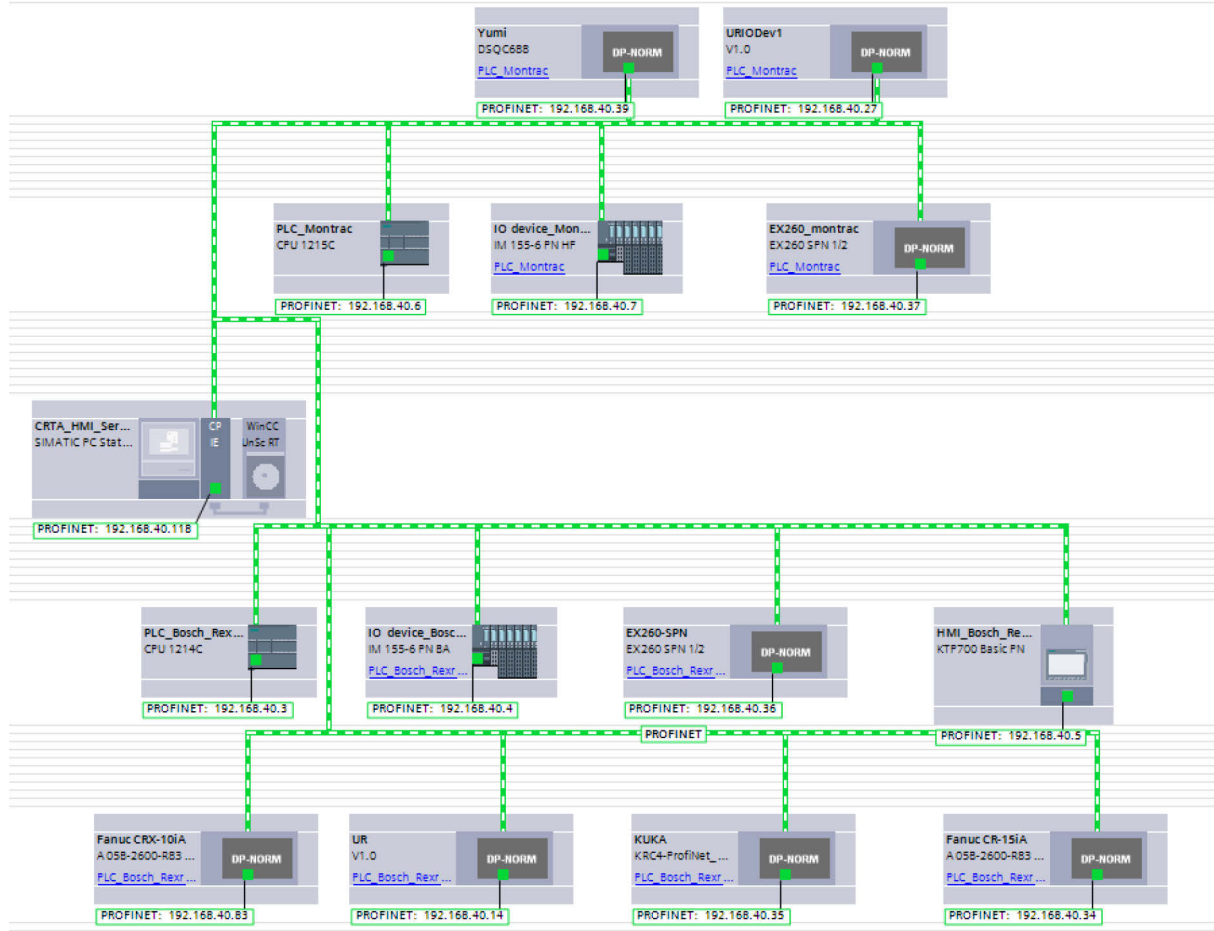 Yumi
DSQC688
DP-NORM
PLC_Montrac
PROFINET: 192.168.40.39
URIODev1
V1.0
DP-NORM
PLC_Montrac
PROFINET: 192.168.40.27
PLC_Montrac
CPU 1215C
PROFINET: 192.168.40.6
IO device_Mon...
IM 155-6 PN HF
PLC_Montrac
PROFINET: 192.168.40.7
EX260_montrac
EX260 SPN 1/2
DP-NORM
PLC_Montrac
PROFINET: 192.168.40.37
CRTA_HMI_Ser...
SIMATIC PC Stat...
CP
IE
WinCC
UnSc RT
PROFINET: 192.168.40.118
PLC_Bosch_Rex...
CPU 1214C
PROFINET: 192.168.40.3
IO device_Bosc...
IM 155-6 PN BA
PLC_Bosch_Rexr ...
PROFINET: 192.168.40.4
EX260-SPN
EX260 SPN 1/2
DP-NORM
PLC_Bosch_Rexr ...
PROFINET: 192.168.40.36
HMI_Bosch_Re...
KTP700 Basic PN
PROFINET: 192.168.40.5
PROFINET
Fanuc CRX-10iA
A05B-2600-R83 ...
DP-NORM
PLC_Bosch_Rexr ...
PROFINET: 192.168.40.83
UR
V1.0
DP-NORM
PLC_Bosch_Rexr ...
PROFINET: 192.168.40.14
KUKA
KRC4-ProfiNet_...
DP-NORM
PLC_Bosch_Rexr ...
PROFINET: 192.168.40.35
Fanuc CR-15iA
A05B-2600-R83 ...
DP-NORM
PLC_Bosch_Rexr ...
PROFINET: 192.168.40.34